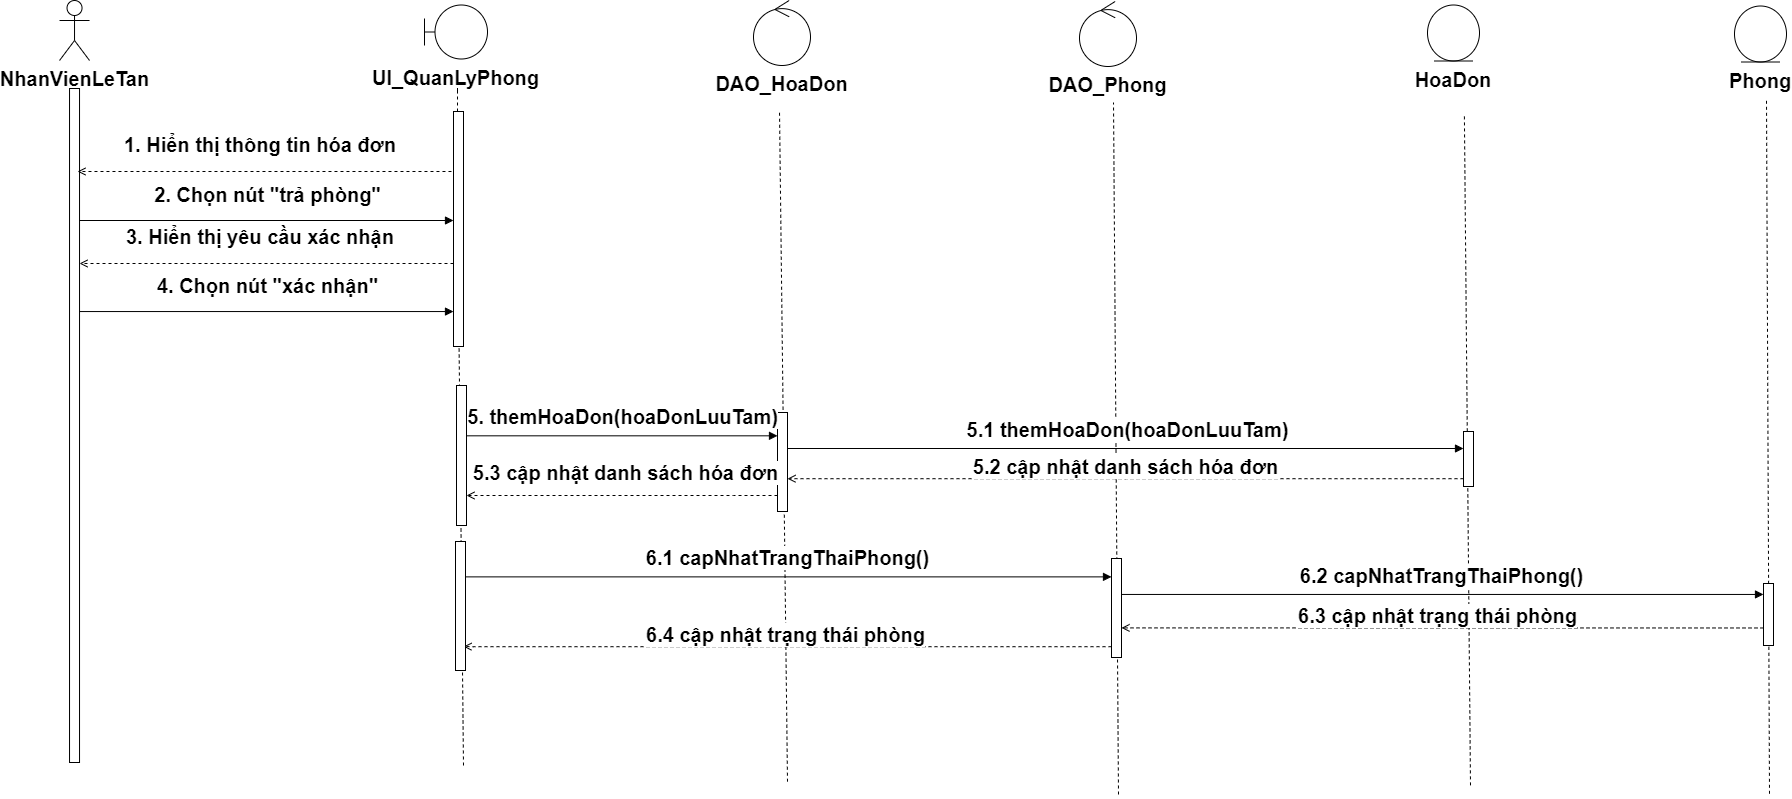 NhanVienLeTan
UI_QuanLyPhong
DAO_HoaDon
DAO_Phong
HoaDon
Phong
1. Hiển thị thông tin hóa đơn
2. Chọn nút "trả phòng"
3. Hiển thị yêu cầu xác nhận
4. Chọn nút "xác nhận"
5. themHoaDon(hoaDonLuuTam)
5.1 themHoaDon(hoaDonLuuTam)
5.3 cập nhật danh sách hóa đơn
5.2 cập nhật danh sách hóa đơn
6.1 capNhatTrangThaiPhong()
6.2 capNhatTrangThaiPhong()
6.3 cập nhật trạng thái phòng
6.4 cập nhật trạng thái phòng